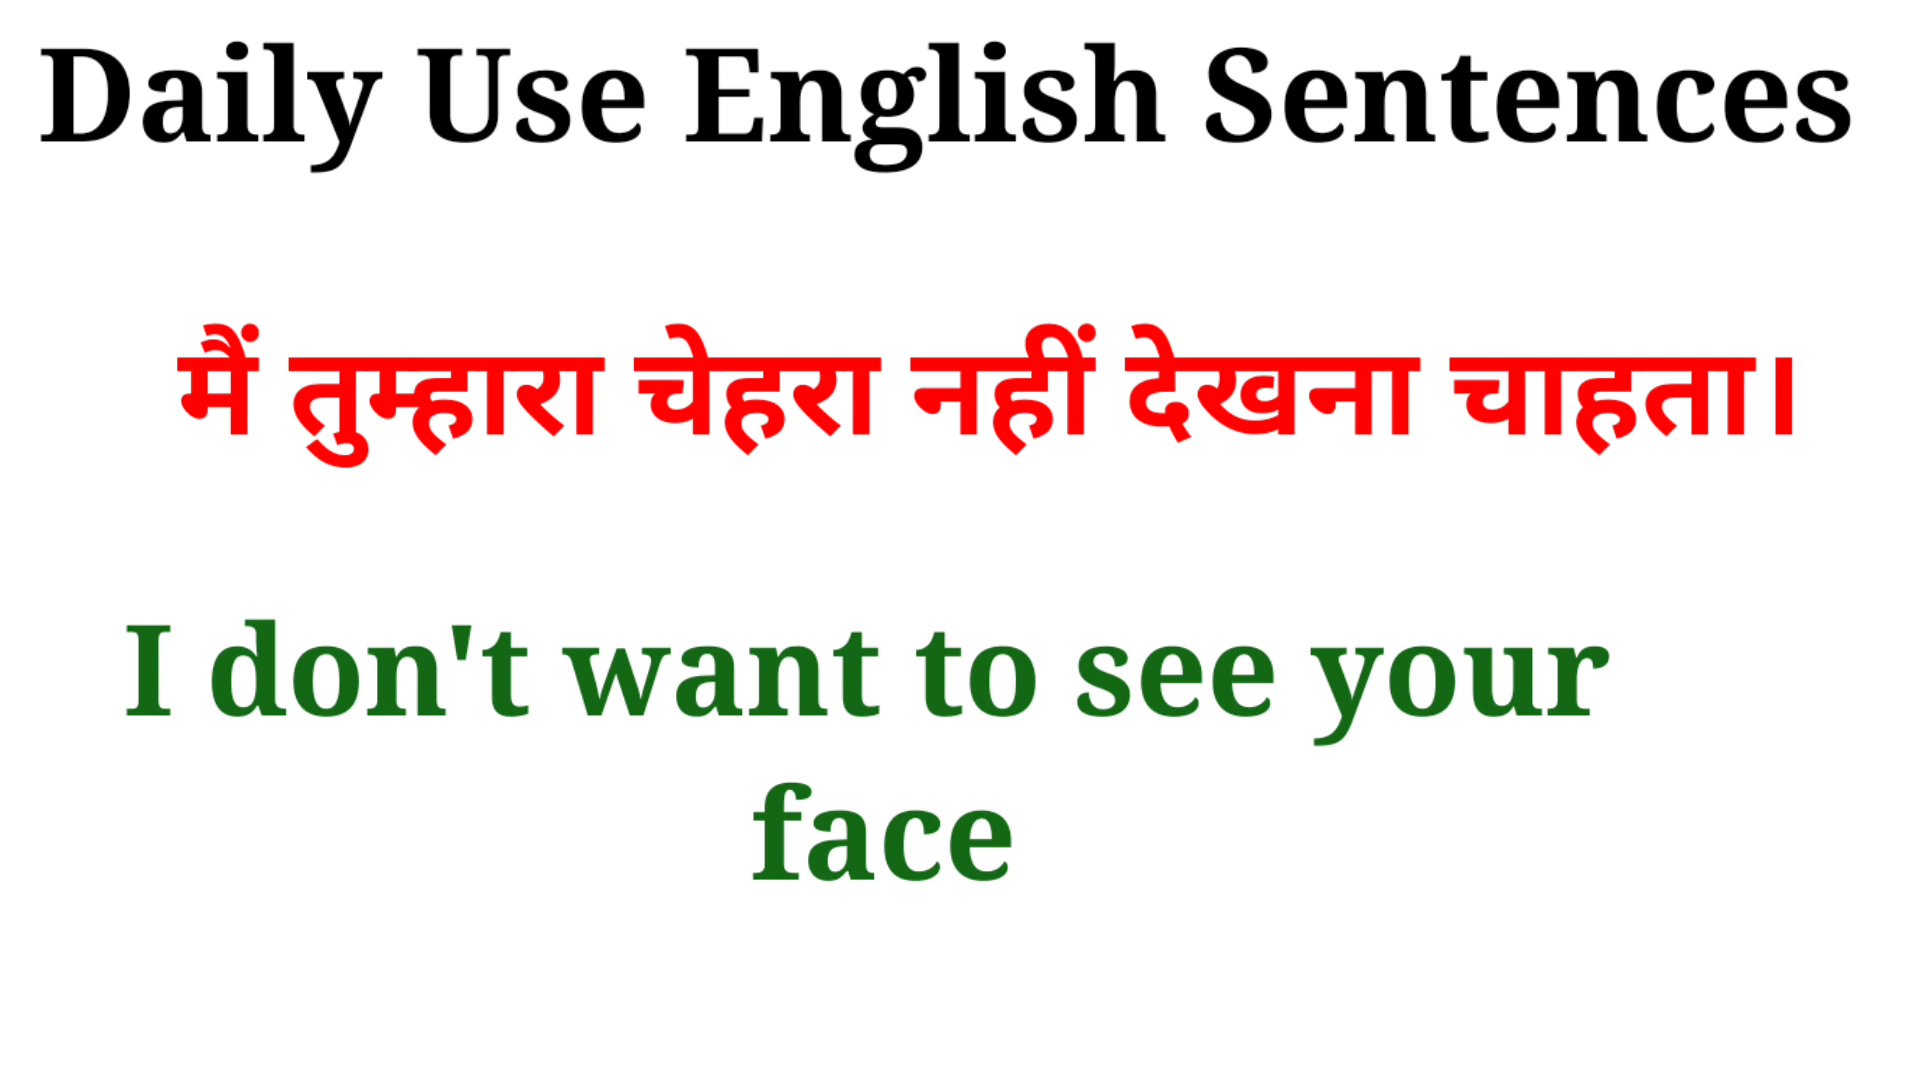 Daily Use English Sentences
मैं तुम्हारा चेहरा नहीं देखना चाहता।
I don't want to see your
face